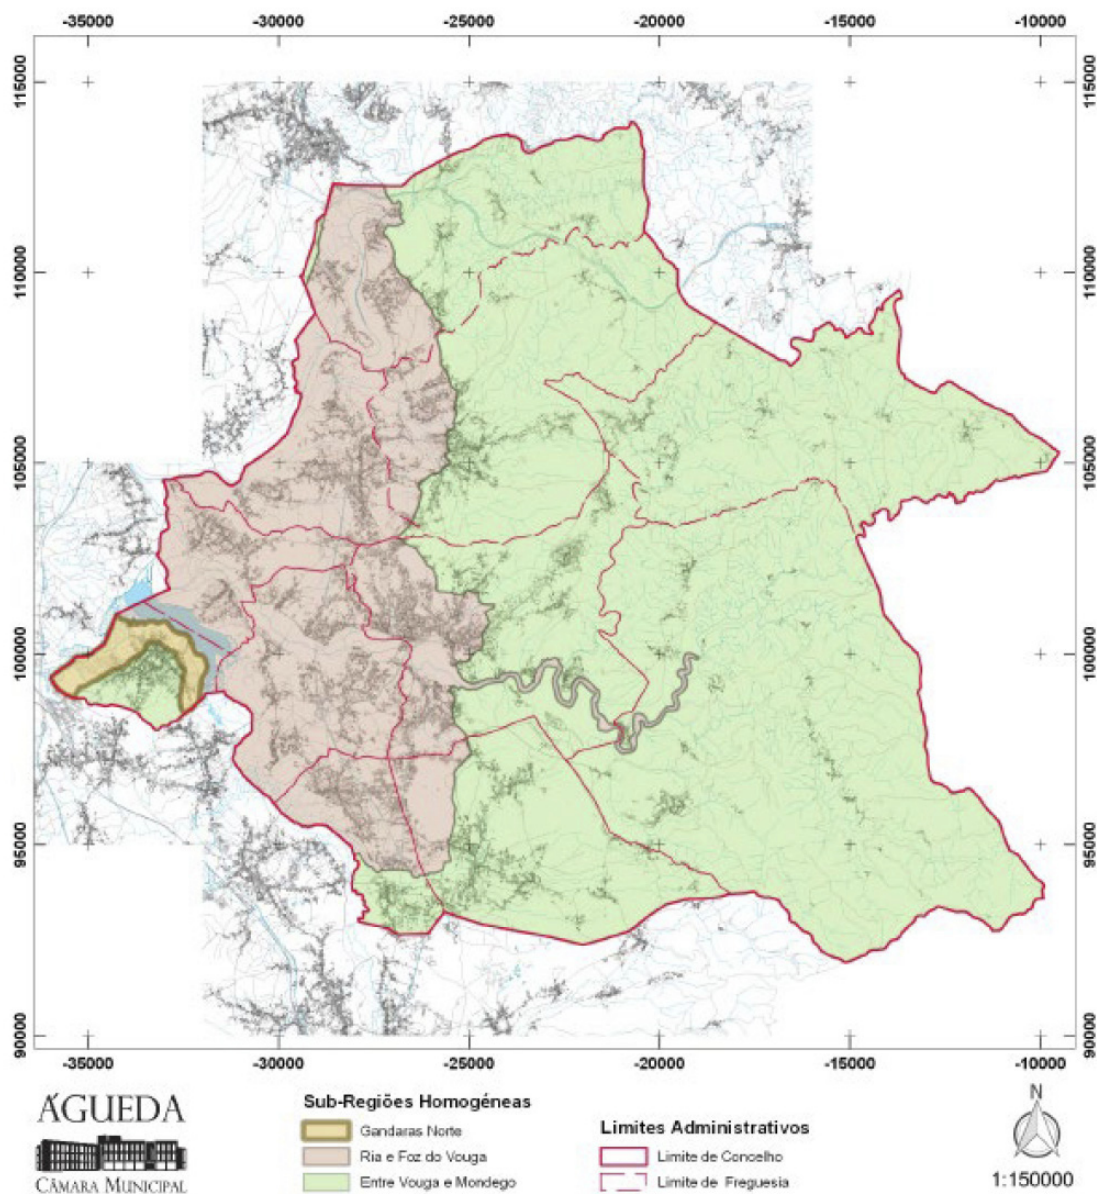 -35000 -30000 -25000 -20000 -15000 -10000
115000 115000
110000 110000
105000 105000
100000 100000
95000 95000
90000 90000
-35000 -30000 -25000 -20000 -15000 -10000
ÁGUEDA
CÂMARA MUNICIPAL
Sub-Regiões Homogéneas
Gandaras Norte
Ria e Foz do Vouga
Entre Vouga e Mondego
Limites Administrativos
Limite de Concelho
Limite de Freguesia
N
1:150000